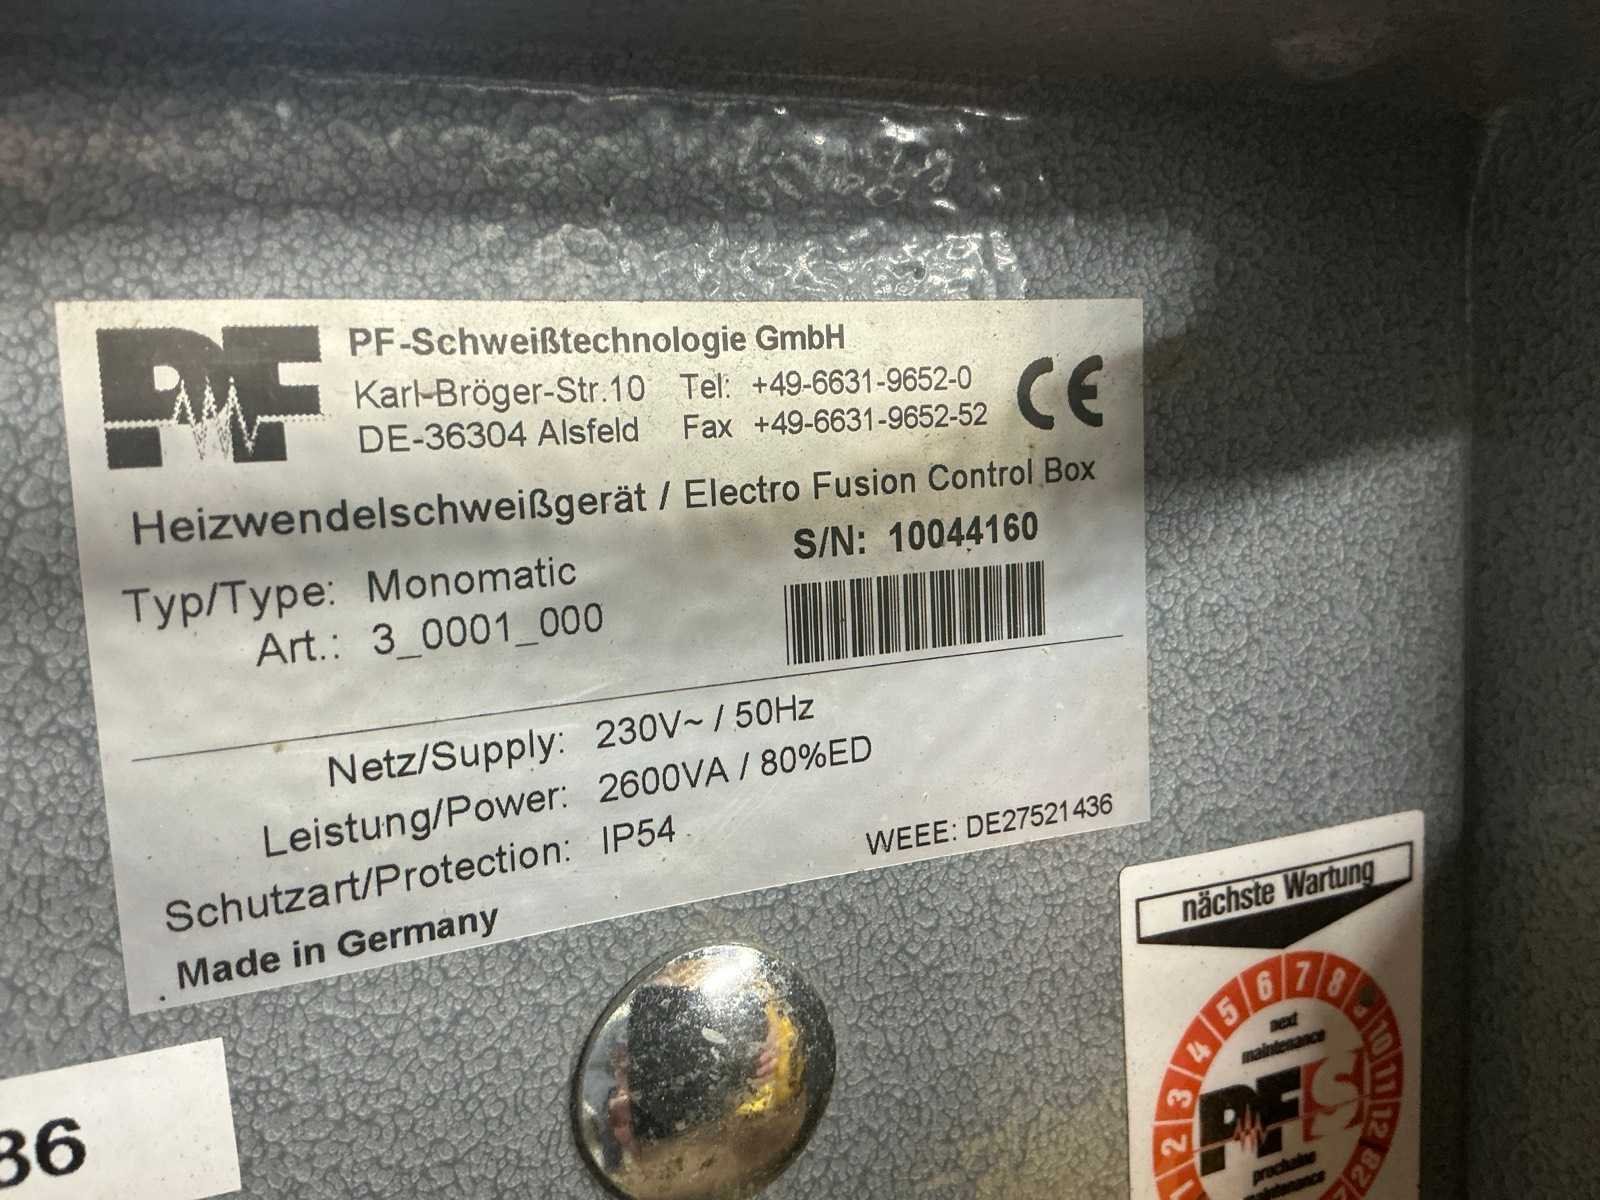 PF
PF-Schweißtechnologie GmbH
Karl-Bröger-Str.10 Tel: +49-6631-9652-0
DE-36304 Alsfeld Fax +49-6631-9652-52
CE
Heizwendelschweißgerät / Electro Fusion Control Box
S/N: 10044160
Typ/Type: Monomatic
Art.: 3_0001_000
Netz/Supply: 230V~ / 50Hz
Leistung/Power: 2600VA / 80%ED
Schutzart/Protection: IP54
WEEE: DE27521436
Made in Germany
nächste Wartung
1 2 3 4 5 6 7 8 10 11 12
next
maintenance
PFS
prochaine
maintenance
28
86